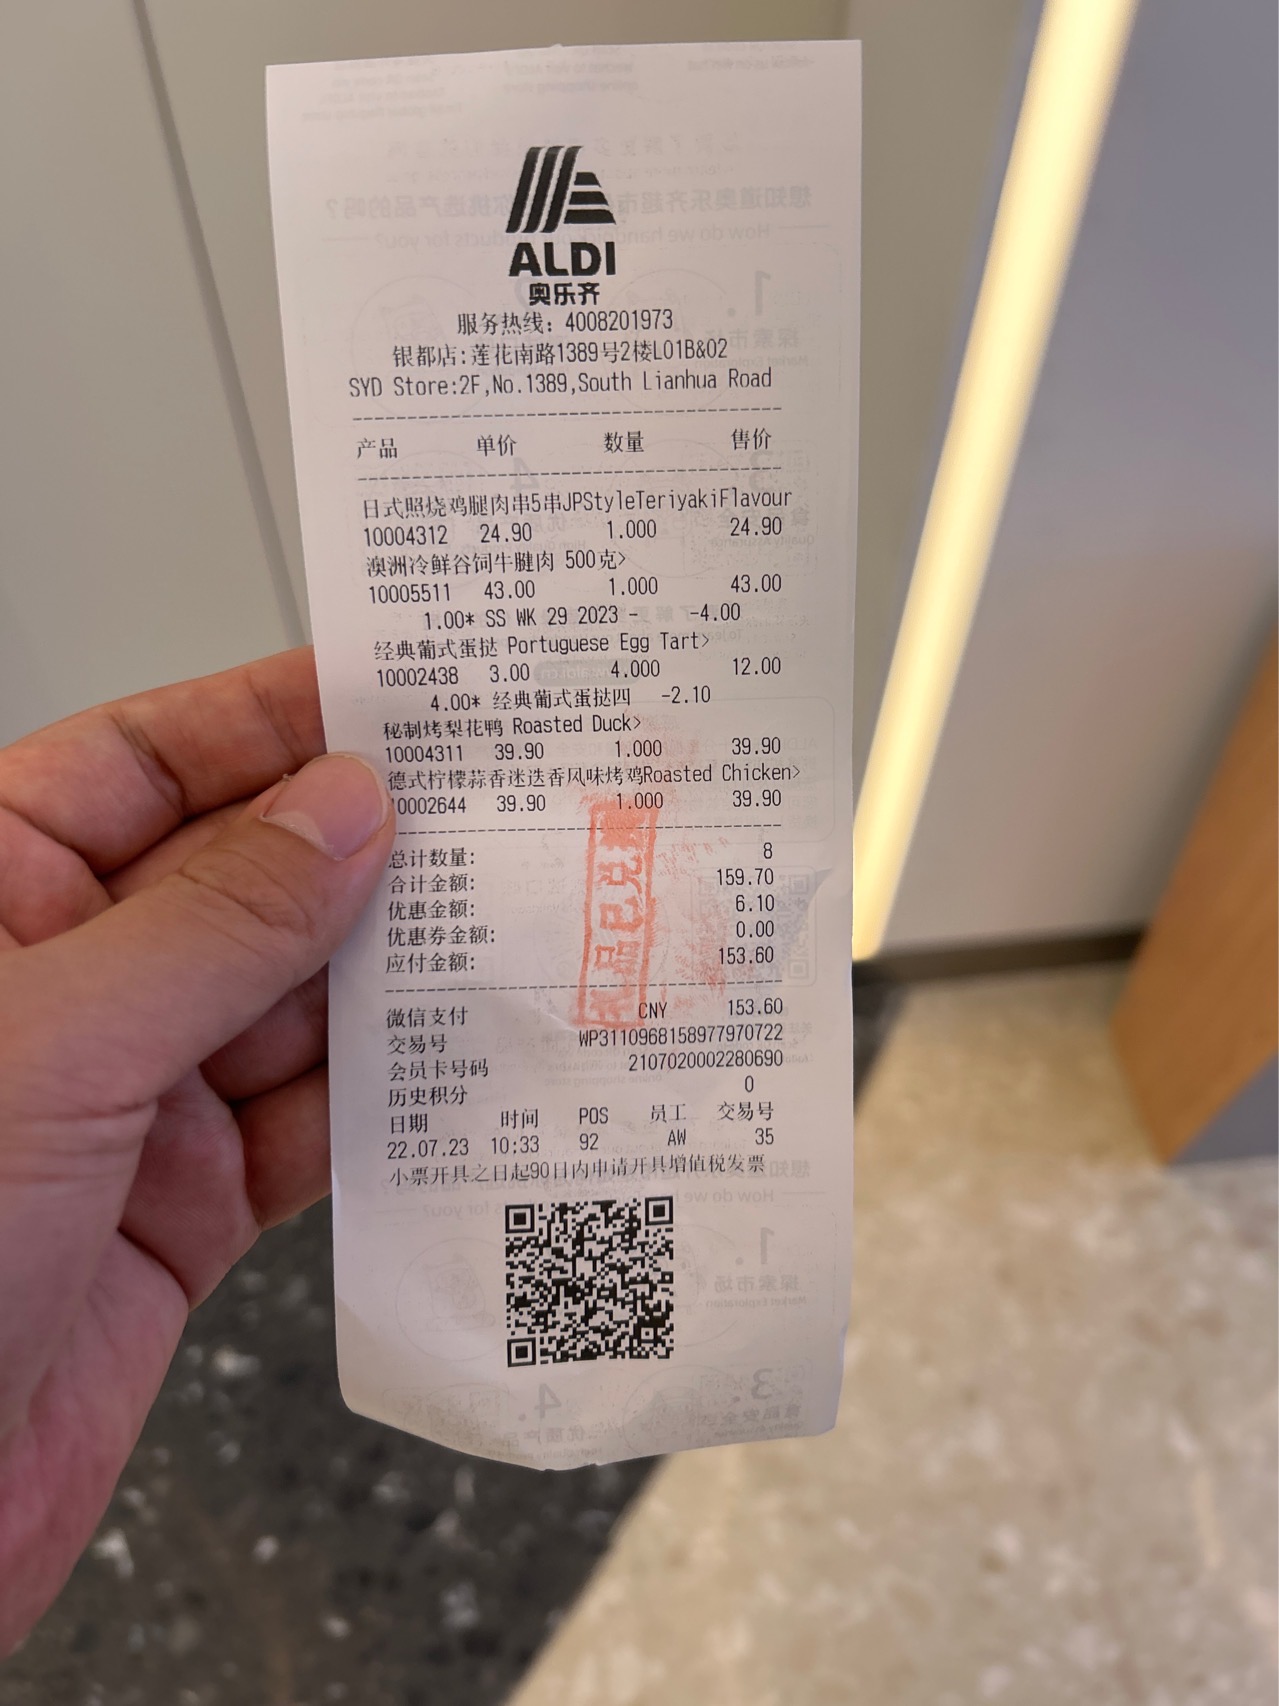 ALDI
奥乐齐
服务热线: 4008201973
银都店:莲花南路1389号2楼L01B&02
SYD Store:2F,No.1389,South Lianhua Road
产品 单价 数量 售价
日式照烧鸡腿肉串5串JPStyleTeriyakiFlavour
10004312 24.90 1.000 24.90
澳洲冷鲜谷饲牛腱肉 500克>
10005511 43.00 1.000 43.00
1.00* SS WK 29 2023 - -4.00
经典葡式蛋挞 Portuguese Egg Tart>
10002438 3.00 4.000 12.00
4.00* 经典葡式蛋挞四 -2.10
秘制烤梨花鸭 Roasted Duck>
10004311 39.90 1.000 39.90
德式柠檬蒜香迷迭香风味烤鸡Roasted Chicken>
10002644 39.90 1.000 39.90
总计数量: 8
合计金额: 159.70
优惠金额: 6.10
优惠券金额: 0.00
应付金额: 153.60
微信支付 CNY 153.60
交易号 WP3110968158977970722
会员卡号码 2107020002280690
历史积分 0
日期 时间 POS 员工 交易号
22.07.23 10:33 92 AW 35
小票开具之日起90日内申请开具增值税发票